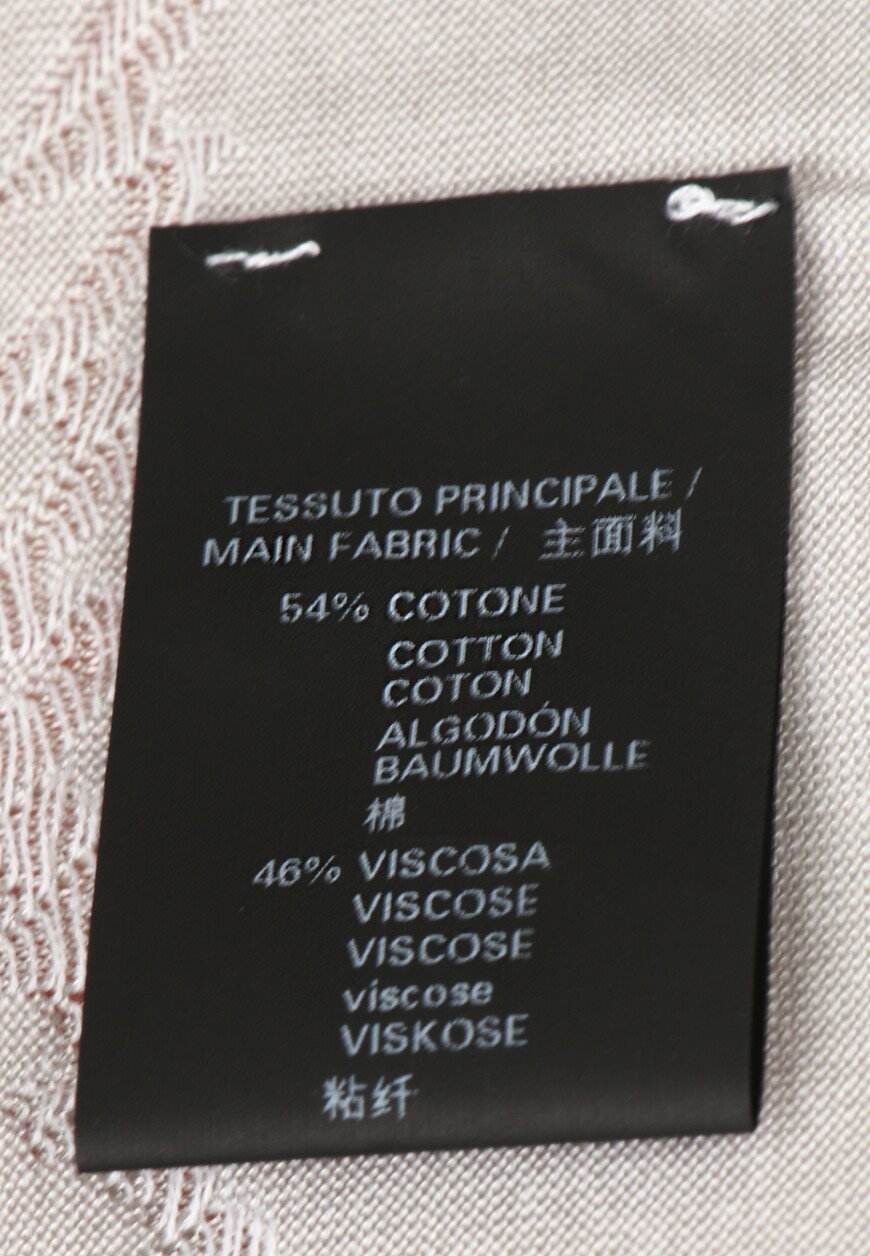 TESSUTO PRINCIPALE /
MAIN FABRIC / 主面料
54% COTONE
COTTON
COTON
ALGODÓN
BAUMWOLLE
棉
46% VISCOSA
VISCOSE
VISCOSE
viscose
VISKOSE
粘纤